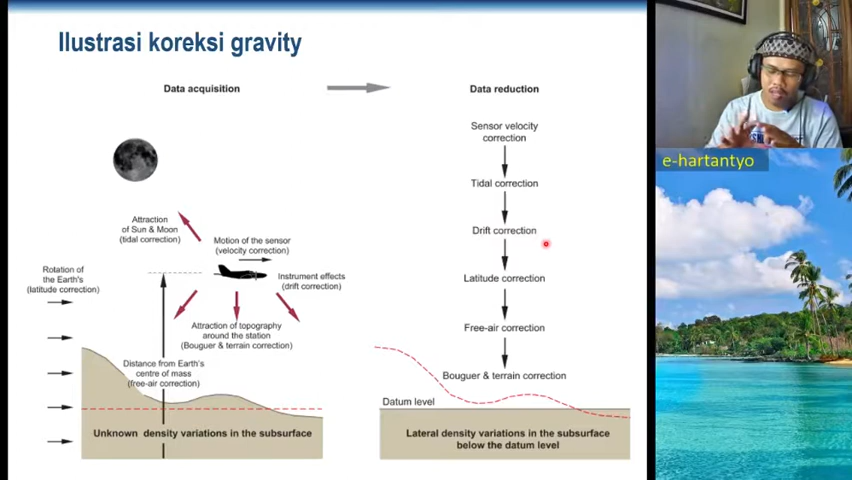 Ilustrasi koreksi gravity
Data acquisition
Data reduction
Attraction
of Sun & Moon
(tidal correction)
Motion of the sensor
(velocity correction)
Rotation of
the Earth's
(latitude correction)
Instrument effects
(drift correction)
Attraction of topography
around the station
(Bouguer & terrain correction)
Distance from Earth's
centre of mass
(free-air correction)
Unknown density variations in the subsurface
Sensor velocity
correction
Tidal correction
Drift correction
Latitude correction
Free-air correction
Bouguer & terrain correction
Datum level
Lateral density variations in the subsurface
below the datum level
e-hartantyo